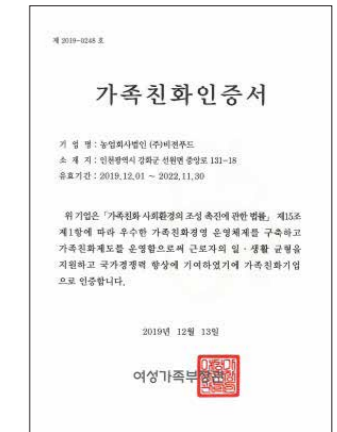 제 2019-0248 호
가족친화인증서
기 업 명 : 농업회사법인 (주)비전푸드
소 재 지 : 인천광역시 강화군 선원면 중앙로 131-18
유효기간 : 2019.12.01 ~ 2022.11.30
위 기업은 「가족친화 사회환경의 조성 촉진에 관한 법률」 제15조
제1항에 따라 우수한 가족친화경영 운영체제를 구축하고
가족친화제도를 운영함으로써 근로자의 일 · 생활 균형을
지원하고 국가경쟁력 향상에 기여하였기에 가족친화기업
으로 인증합니다.
2019년 12월 13일
여성가족부장관